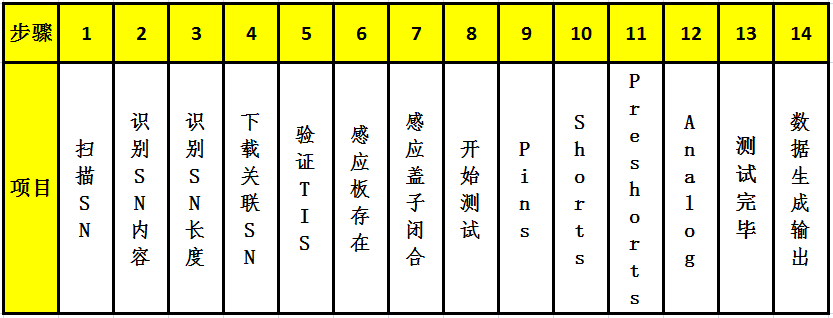 步骤 1 2 3 4 5 6 7 8 9 10 11 12 13 14
项目 扫描SN 识别SN内容 识别SN长度 下载关联SN 验证TIS 感应板存在 感应盖子闭合 开始测试 Pins Shorts Preshorts Analog 测试完毕 数据生成输出